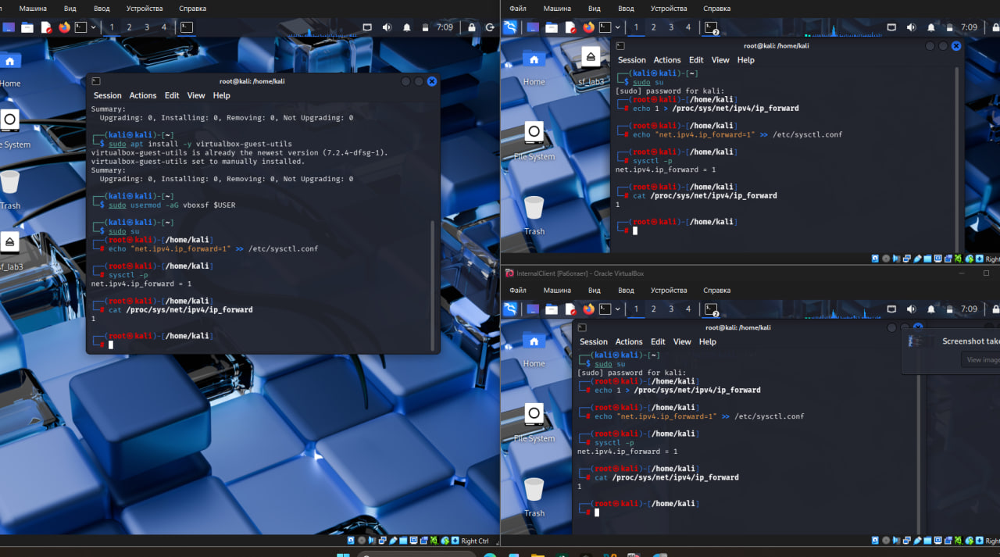 Машина Вид Ввод Устройства Справка
1 2 3 4 7:09
Home
File System
Trash
sf_lab3
root@kali: /home/kali
Session Actions Edit View Help
Summary:
Upgrading: 0, Installing: 0, Removing: 0, Not Upgrading: 0
┌──(kali㉿kali)-[~]
└─$ sudo apt install -y virtualbox-guest-utils
virtualbox-guest-utils is already the newest version (7.2.4-dfsg-1).
virtualbox-guest-utils set to manually installed.
Summary:
Upgrading: 0, Installing: 0, Removing: 0, Not Upgrading: 0
┌──(kali㉿kali)-[~]
└─$ sudo usermod -aG vboxsf $USER
┌──(kali㉿kali)-[~]
└─$ sudo su
┌──(root㉿kali)-[/home/kali]
└─# echo "net.ipv4.ip_forward=1" >> /etc/sysctl.conf
┌──(root㉿kali)-[/home/kali]
└─# sysctl -p
net.ipv4.ip_forward = 1
┌──(root㉿kali)-[/home/kali]
└─# cat /proc/sys/net/ipv4/ip_forward
1
┌──(root㉿kali)-[/home/kali]
└─#
Right Ctrl
Файл Машина Вид Ввод Устройства Справка
1 2 3 4 2 7:09
Home
sf_lab3
File System
Trash
root@kali: /home/kali
Session Actions Edit View Help
┌──(kali㉿kali)-[~]
└─$ sudo su
[sudo] password for kali:
┌──(root㉿kali)-[/home/kali]
└─# echo 1 > /proc/sys/net/ipv4/ip_forward
┌──(root㉿kali)-[/home/kali]
└─# echo "net.ipv4.ip_forward=1" >> /etc/sysctl.conf
┌──(root㉿kali)-[/home/kali]
└─# sysctl -p
net.ipv4.ip_forward = 1
┌──(root㉿kali)-[/home/kali]
└─# cat /proc/sys/net/ipv4/ip_forward
1
┌──(root㉿kali)-[/home/kali]
└─#
Right
InternalClient [Работает] - Oracle VirtualBox
Файл Машина Вид Ввод Устройства Справка
1 2 3 4 2 7:09
Home
File System
Trash
root@kali: /home/kali
Session Actions Edit View Help
┌──(kali㉿kali)-[~]
└─$ sudo su
[sudo] password for kali:
┌──(root㉿kali)-[/home/kali]
└─# echo 1 > /proc/sys/net/ipv4/ip_forward
┌──(root㉿kali)-[/home/kali]
└─# echo "net.ipv4.ip_forward=1" >> /etc/sysctl.conf
┌──(root㉿kali)-[/home/kali]
└─# sysctl -p
net.ipv4.ip_forward = 1
┌──(root㉿kali)-[/home/kali]
└─# cat /proc/sys/net/ipv4/ip_forward
1
┌──(root㉿kali)-[/home/kali]
└─#
Screenshot take
View image
Right